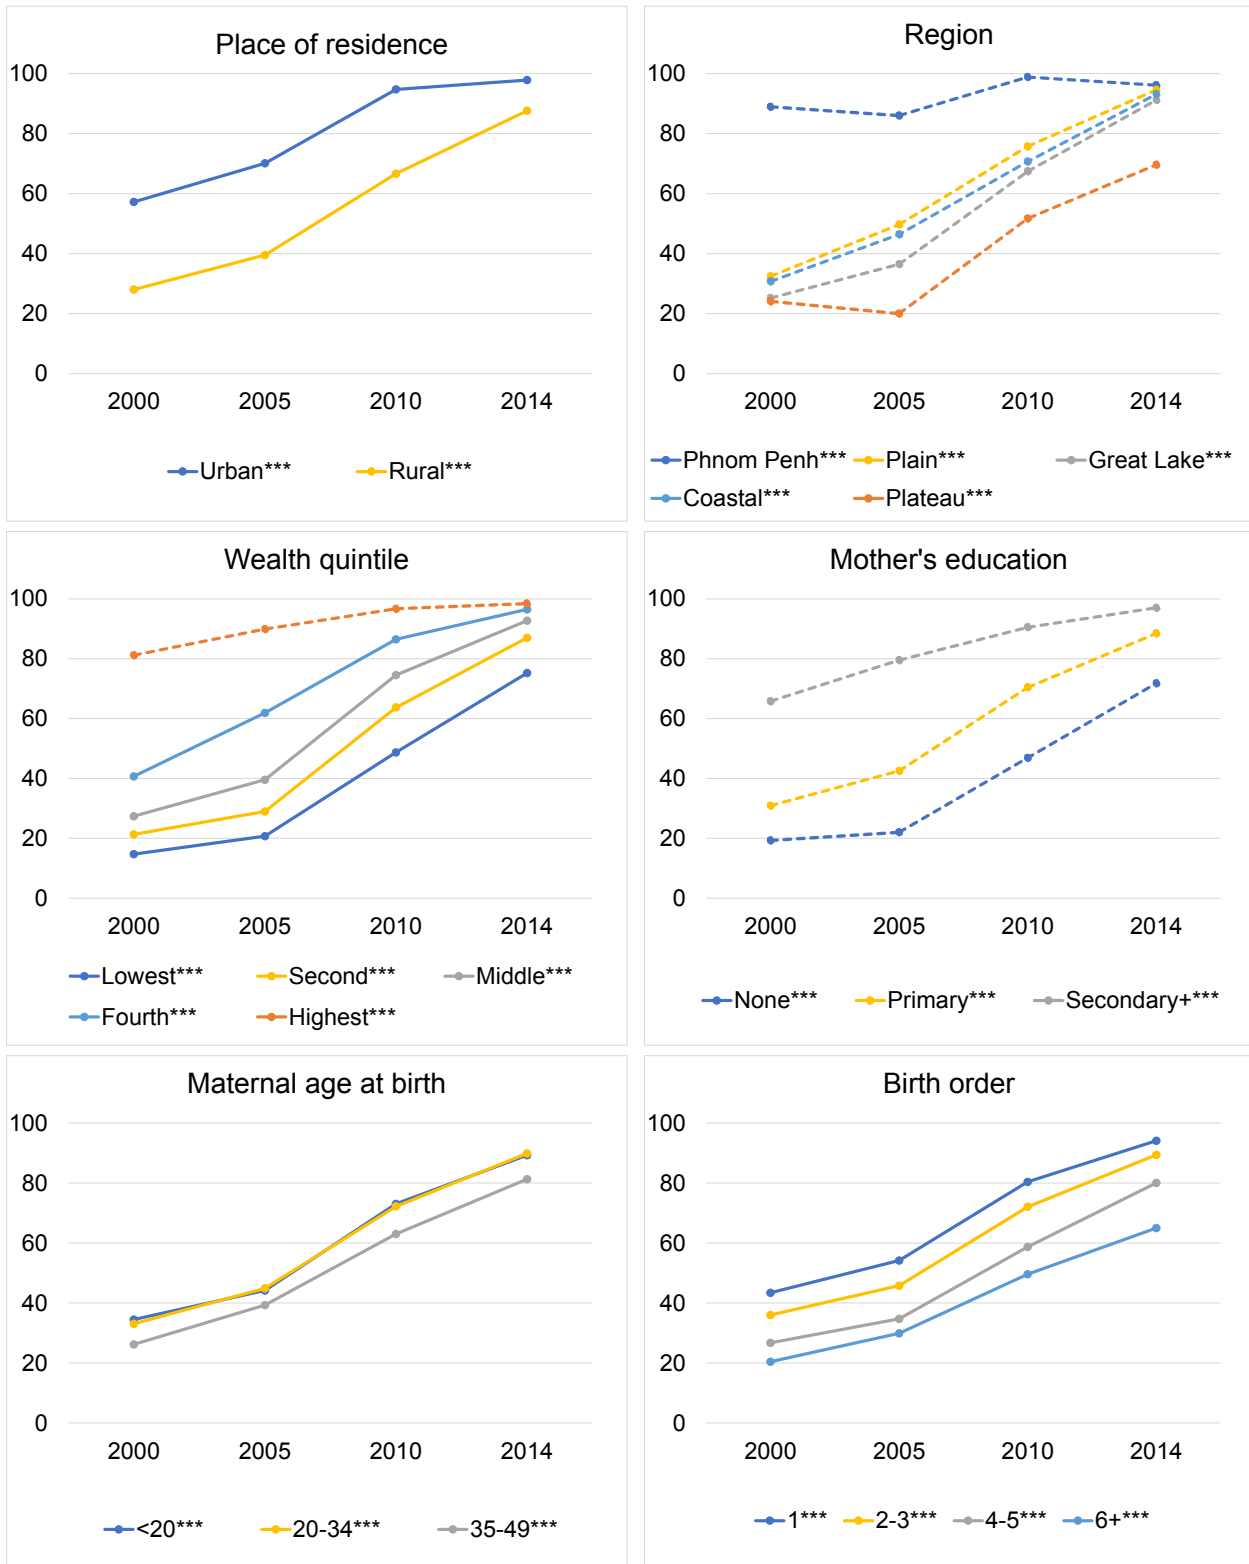 Place of residence
100
80
60
40
20
0
2000 2005 2010 2014
Urban*** Rural***
Region
100
80
60
40
20
0
2000 2005 2010 2014
Phnom Penh*** Plain*** Great Lake***
Coastal*** Plateau***
Wealth quintile
100
80
60
40
20
0
2000 2005 2010 2014
Lowest*** Second*** Middle***
Fourth*** Highest***
Mother's education
100
80
60
40
20
0
2000 2005 2010 2014
None*** Primary*** Secondary+***
Maternal age at birth
100
80
60
40
20
0
2000 2005 2010 2014
<20*** 20-34*** 35-49***
Birth order
100
80
60
40
20
0
2000 2005 2010 2014
1*** 2-3*** 4-5*** 6+***